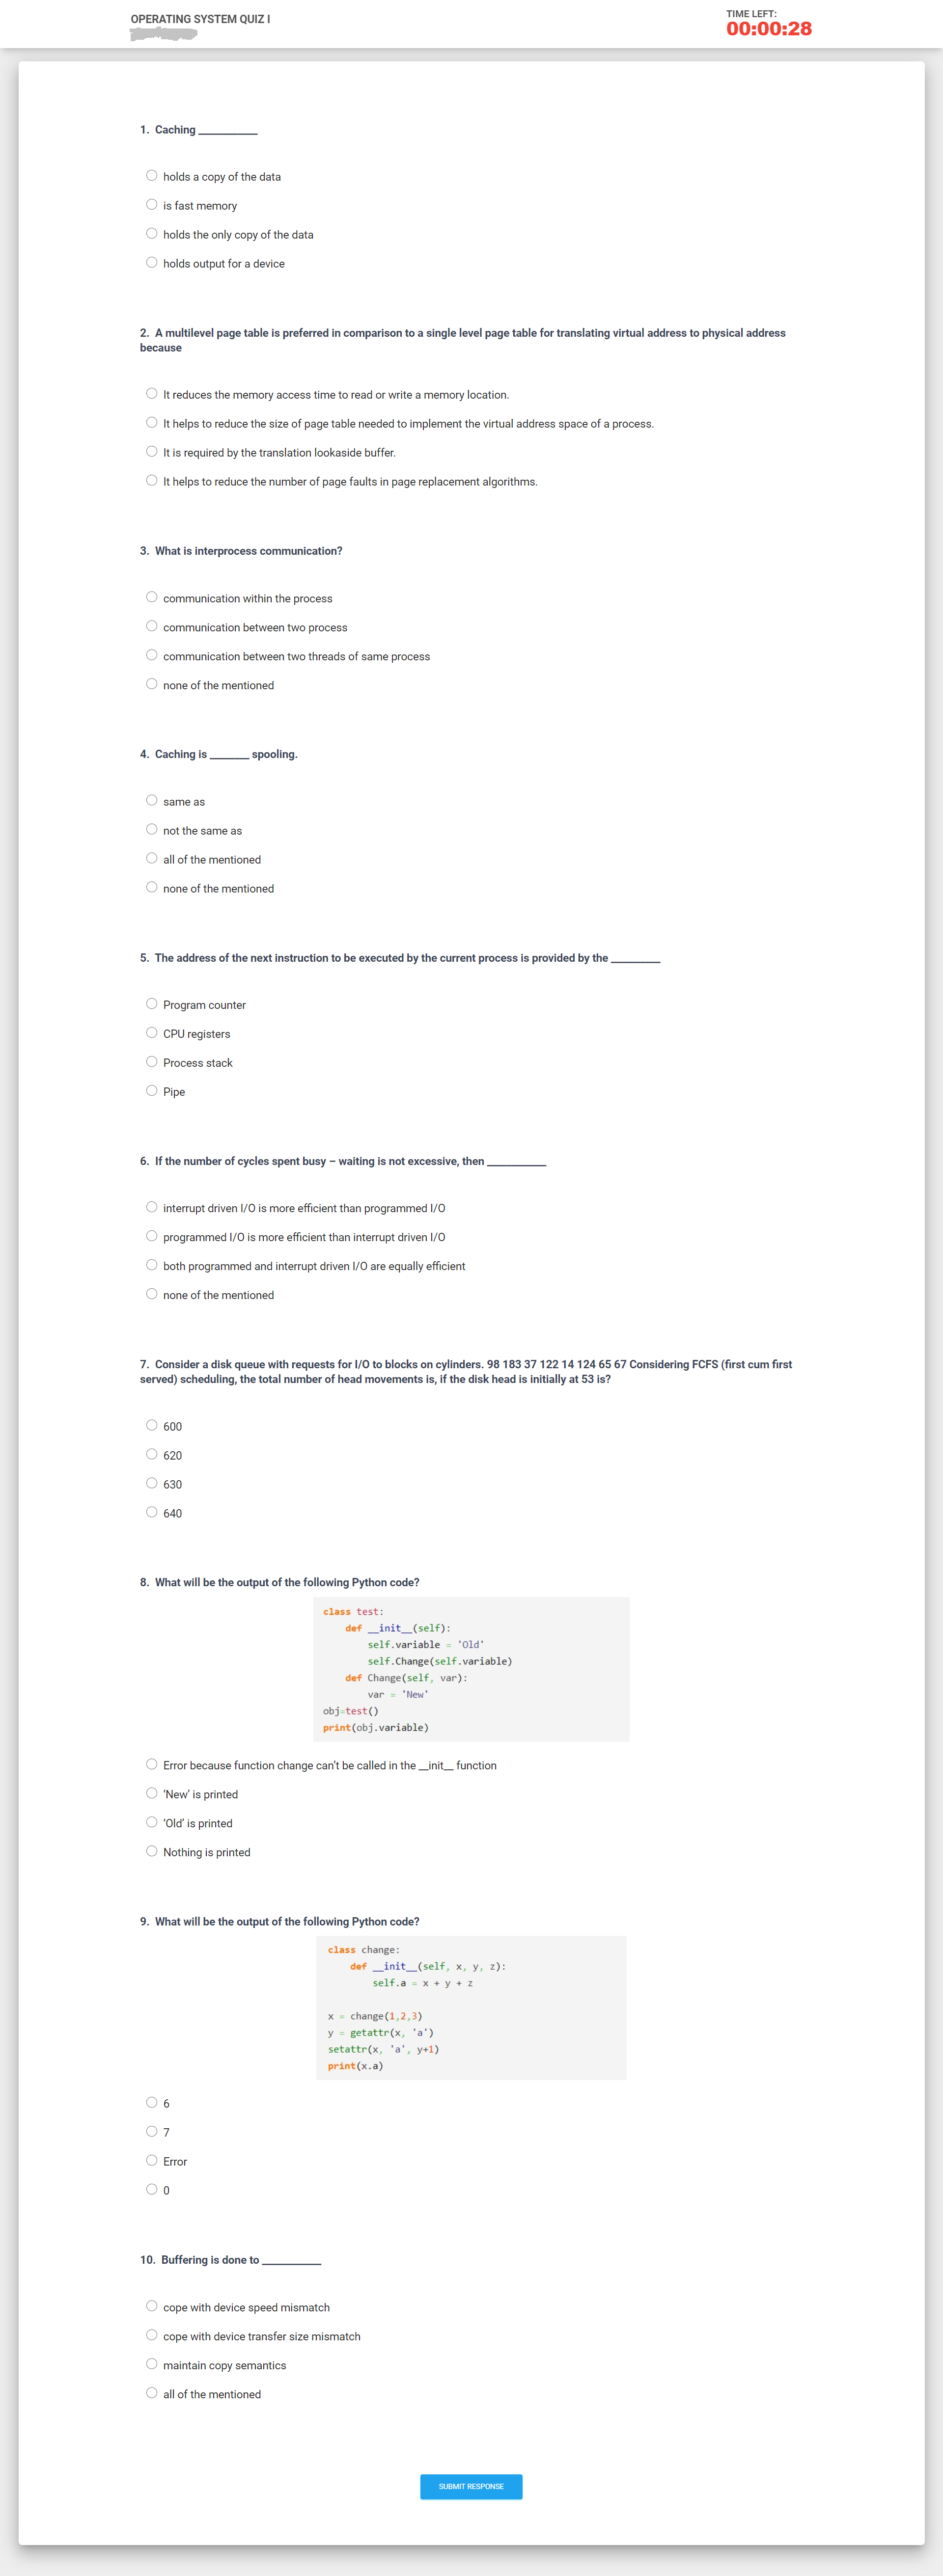 OPERATING SYSTEM QUIZ I
TIME LEFT:
00:00:28
1. Caching ____________
holds a copy of the data
is fast memory
holds the only copy of the data
holds output for a device
2. A multilevel page table is preferred in comparison to a single level page table for translating virtual address to physical address
because
It reduces the memory access time to read or write a memory location.
It helps to reduce the size of page table needed to implement the virtual address space of a process.
It is required by the translation lookaside buffer.
It helps to reduce the number of page faults in page replacement algorithms.
3. What is interprocess communication?
communication within the process
communication between two process
communication between two threads of same process
none of the mentioned
4. Caching is ________ spooling.
same as
not the same as
all of the mentioned
none of the mentioned
5. The address of the next instruction to be executed by the current process is provided by the __________
Program counter
CPU registers
Process stack
Pipe
6. If the number of cycles spent busy – waiting is not excessive, then ____________
interrupt driven I/O is more efficient than programmed I/O
programmed I/O is more efficient than interrupt driven I/O
both programmed and interrupt driven I/O are equally efficient
none of the mentioned
7. Consider a disk queue with requests for I/O to blocks on cylinders. 98 183 37 122 14 124 65 67 Considering FCFS (first cum first
served) scheduling, the total number of head movements is, if the disk head is initially at 53 is?
600
620
630
640
8. What will be the output of the following Python code?
class test:
def __init__(self):
self.variable = 'Old'
self.Change(self.variable)
def Change(self, var):
var = 'New'
obj=test()
print(obj.variable)
Error because function change can't be called in the __init__ function
'New' is printed
'Old' is printed
Nothing is printed
9. What will be the output of the following Python code?
class change:
def __init__(self, x, y, z):
self.a = x + y + z
x = change(1,2,3)
y = getattr(x, 'a')
setattr(x, 'a', y+1)
print(x.a)
6
7
Error
0
10. Buffering is done to ____________
cope with device speed mismatch
cope with device transfer size mismatch
maintain copy semantics
all of the mentioned
SUBMIT RESPONSE